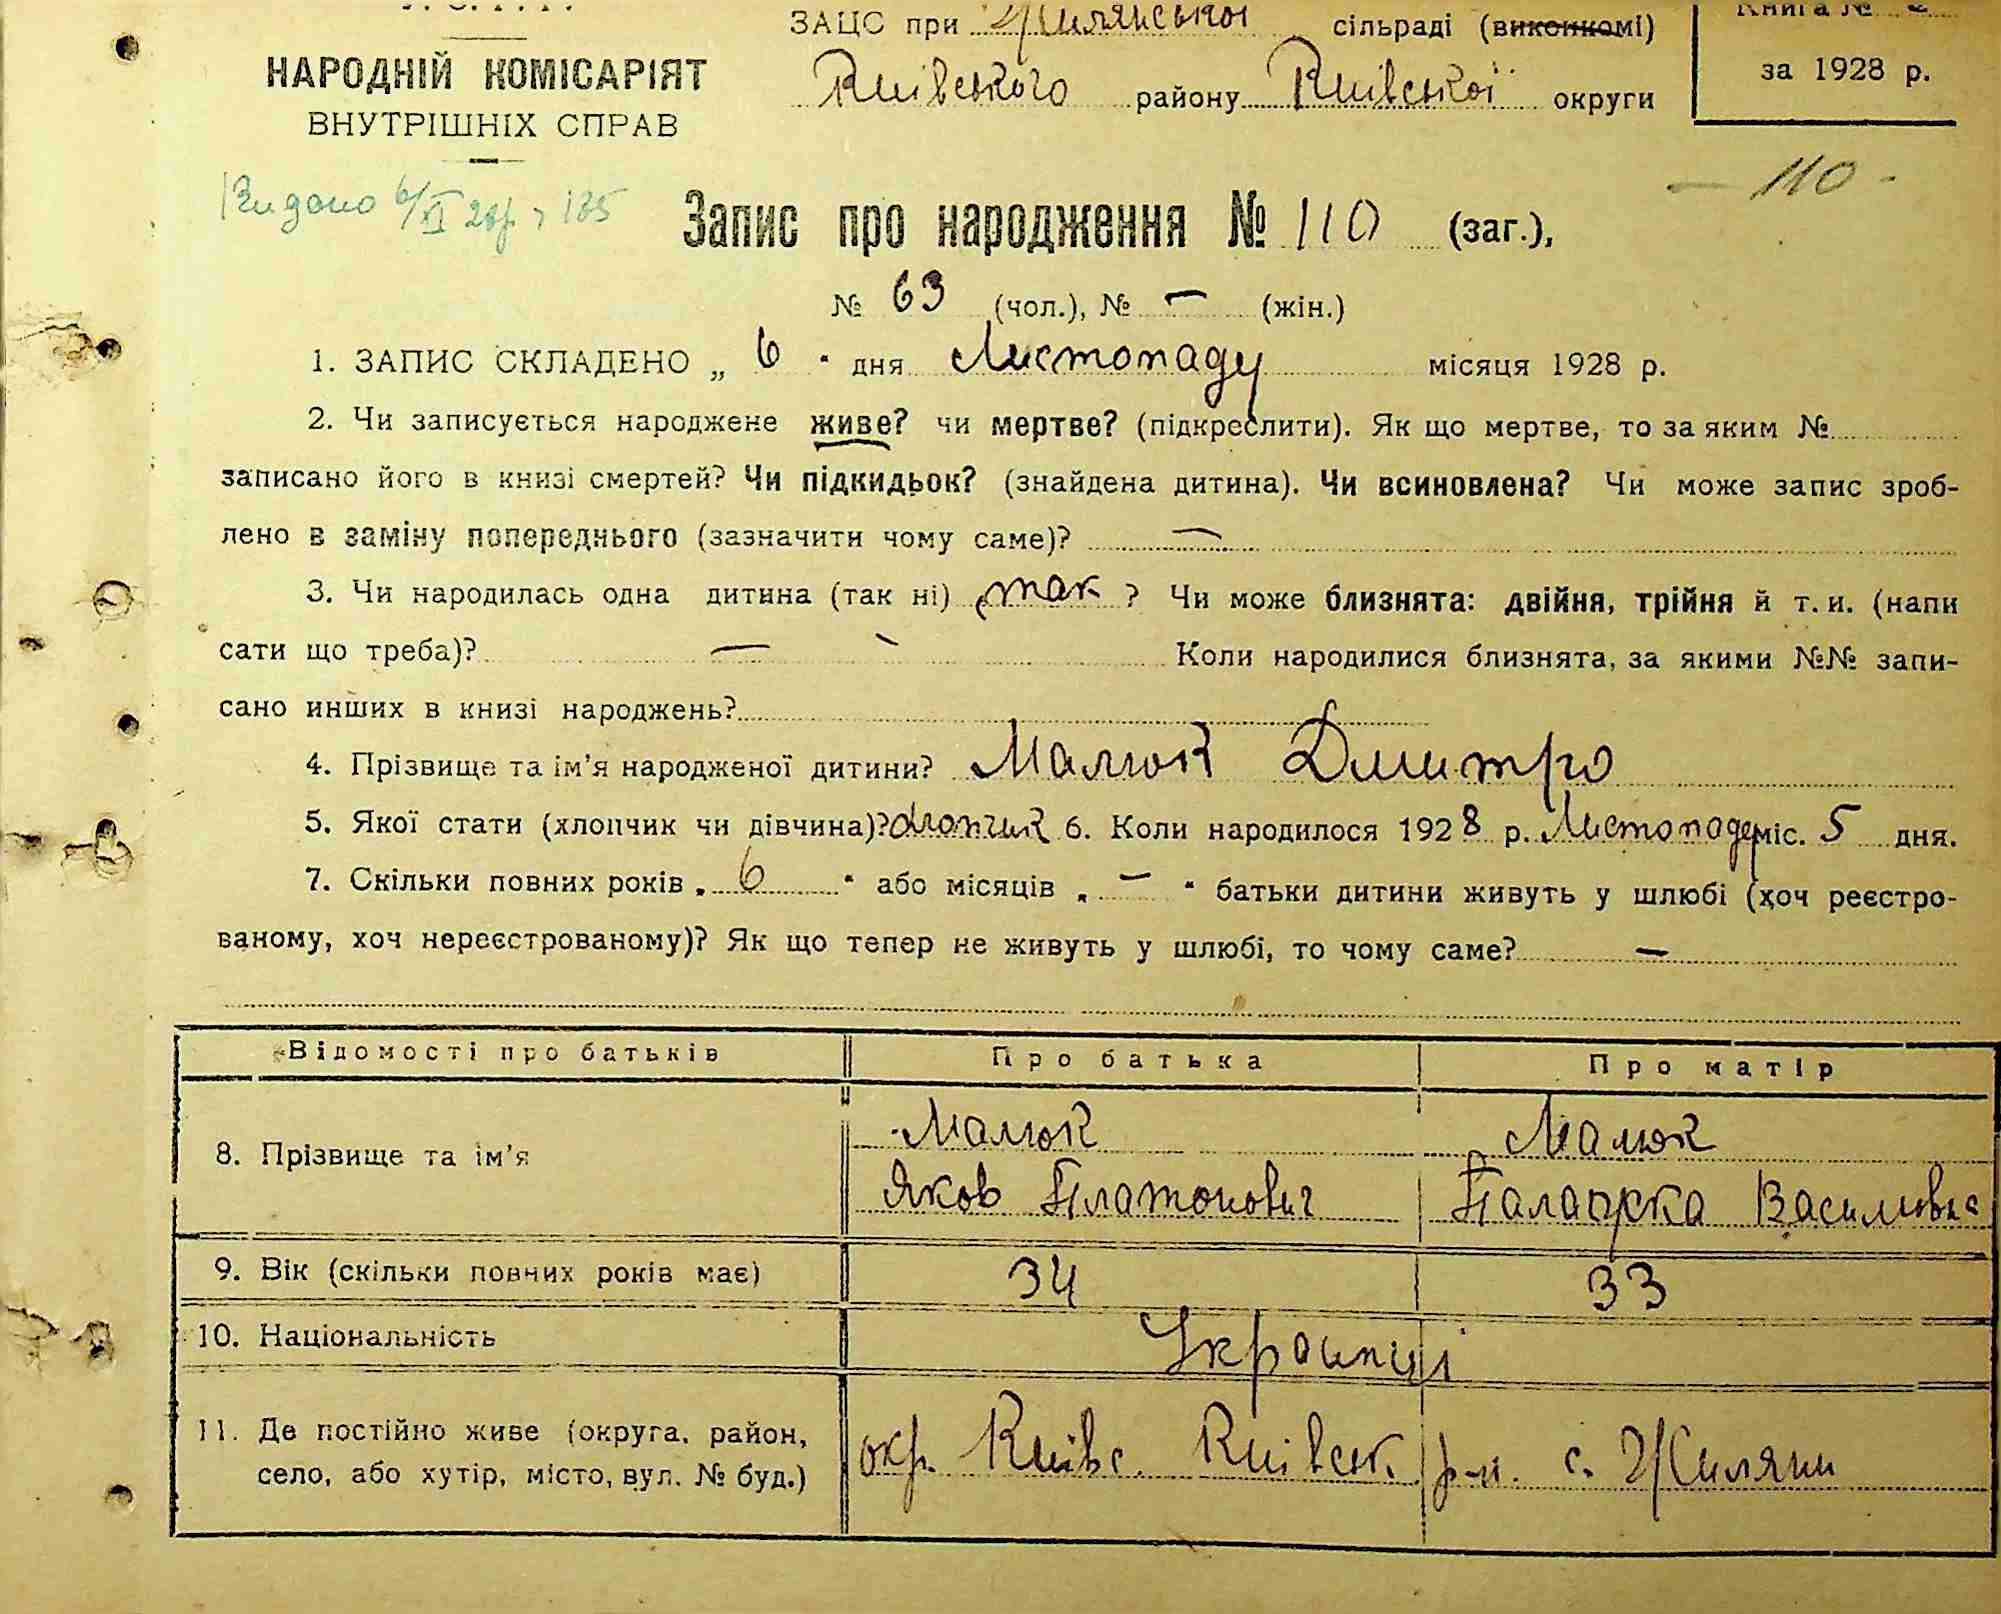 ЗАЦС при Жилянській сільраді (виконкомі)
Книга №
Київського району Київської округи
за 1928 р.
НАРОДНІЙ КОМІСАРІЯТ
ВНУТРІШНІХ СПРАВ
Видано 6/XI 28р 185
- 110 -
Запис про народження № 110 (заг.),
№ 63 (чол.), № — (жін.)
1. ЗАПИС СКЛАДЕНО „ 6 " дня Листопаду місяця 1928 р.
2. Чи записується народжене живе? чи мертве? (підкреслити). Як що мертве, то за яким №
записано його в книзі смертей? Чи підкидьок? (знайдена дитина). Чи всиновлена? Чи може запис зроб-
лено в заміну попереднього (зазначити чому саме)? —
3. Чи народилась одна дитина (так ні) так ? Чи може близнята: двійня, трійня й т. и. (напи
сати що треба)? — Коли народилися близнята, за якими №№ запи-
сано инших в книзі народжень?
4. Прізвище та ім’я народженої дитини? Малюк Дмитро
5. Якої стати (хлопчик чи дівчина)? Хлопчик 6. Коли народилося 1928 р. Листопаду міс. 5 дня.
7. Скільки повних років „ 6 " або місяців „ — " батьки дитини живуть у шлюбі (хоч реєстро-
ваному, хоч нереєстрованому)? Як що тепер не живуть у шлюбі, то чому саме? —
Відомості про батьків Про батька Про матір
8. Прізвище та ім’я Малюк Яков Платонович Малюк Палажка Василівна
9. Вік (скільки повних років має) 34 33
10. Національність Українці
11. Де постійно живе (округа, район,
село, або хутір, місто, вул. № буд.) окр. Київс. Київськ. р-н. с. Жиляни